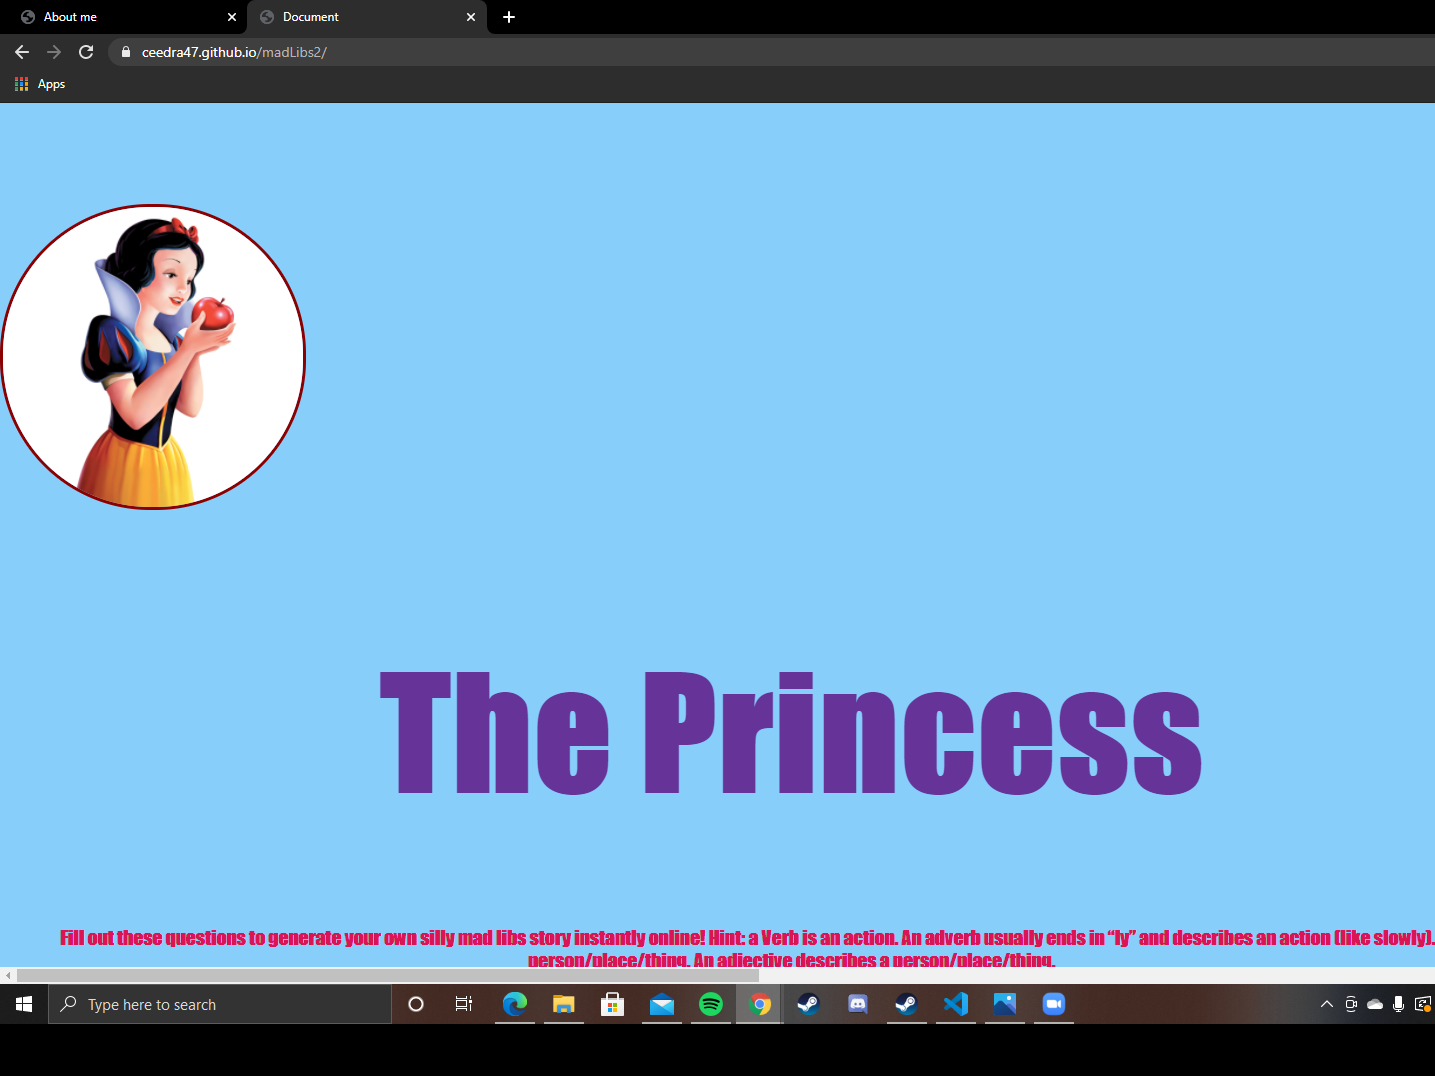 About me
Document
ceedra47.github.io/madLibs2/
Apps
The Princess
Fill out these questions to generate your own silly mad libs story instantly online! Hint: a Verb is an action. An adverb usually ends in “ly” and describes an action (like slowly).
person/place/thing. An adjective describes a person/place/thing.
Type here to search